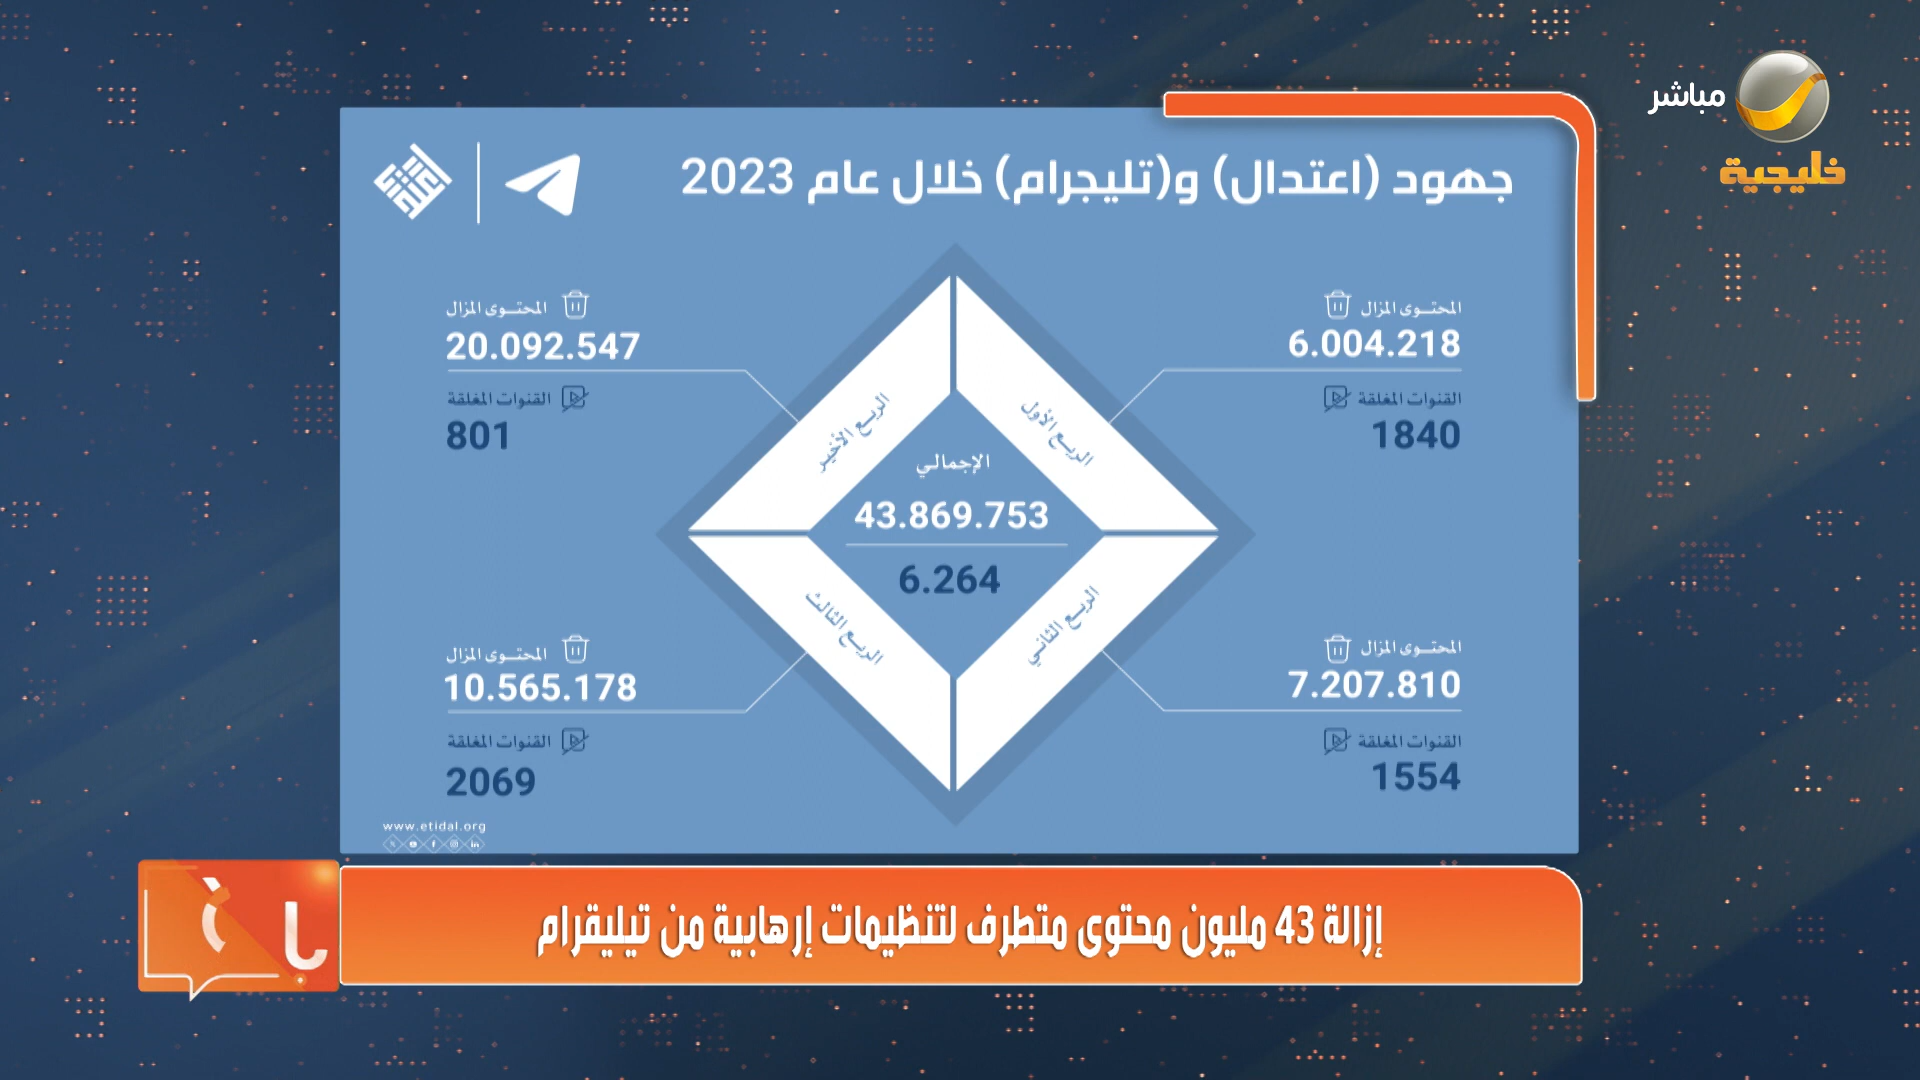 مباشر
خليجية
جهود (اعتدال) و(تليجرام) خلال عام 2023
المحتوى المزال
6.004.218
القنوات المغلقة
1840
الربع الأول
المحتوى المزال
20.092.547
القنوات المغلقة
801
الربع الأخير
الإجمالي
43.869.753
6.264
المحتوى المزال
7.207.810
القنوات المغلقة
1554
الربع الثاني
المحتوى المزال
10.565.178
القنوات المغلقة
2069
الربع الثالث
www.etidal.org
إزالة 43 مليون محتوى متطرف لتنظيمات إرهابية من تيليقرام